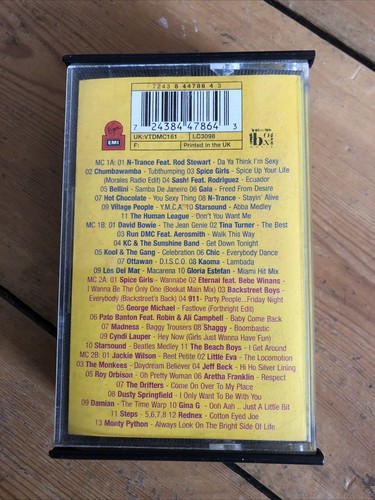 7243 8 44786 4 3
7 24384 47864 3
Virgin
EMI
UK:VTDMC161 LC3098
F: Printed in the UK
MC 1A: 01 N-Trance Feat Rod Stewart - Da Ya Think I'm Sexy
02 Chumbawamba - Tubthumping 03 Spice Girls - Spice Up Your Life
(Morales Radio Edit) 04 Sash! Feat. Rodriguez - Ecuador
05 Bellini - Samba De Janeiro 06 Gala - Freed From Desire
07 Hot Chocolate - You Sexy Thing 08 N-Trance - Stayin' Alive
09 Village People - Y.M.C.A. 10 Starsound - Abba Medley
11 The Human League - Don't You Want Me
MC 1B: 01 David Bowie - The Jean Genie 02 Tina Turner - The Best
03 Run DMC Feat. Aerosmith - Walk This Way
04 KC & The Sunshine Band - Get Down Tonight
05 Kool & The Gang - Celebration 06 Chic - Everybody Dance
07 Ottawan - D.I.S.C.O. 08 Kaoma - Lambada
09 Los Del Mar - Macarena 10 Gloria Estefan - Miami Hit Mix
MC 2A: 01 Spice Girls - Wannabe 02 Eternal feat. Bebe Winans -
I Wanna Be The Only One (Blokat Main Mix) 03 Backstreet Boys -
Everybody (Backstreet's Back) 04 911 - Party People...Friday Night
05 George Michael - Fastlove (Forthright Edit)
06 Pato Banton Feat. Robin & Ali Campbell - Baby Come Back
07 Madness - Baggy Trousers 08 Shaggy - Boombastic
09 Cyndi Lauper - Hey Now (Girls Just Wanna Have Fun)
10 Starsound - Beatles Medley 11 The Beach Boys - I Get Around
MC 2B: 01 Jackie Wilson - Reet Petite 02 Little Eva - The Locomotion
03 The Monkees - Daydream Believer 04 Jeff Beck - Hi Ho Silver Lining
05 Roy Orbison - Oh Pretty Woman 06 Aretha Franklin - Respect
07 The Drifters - Come On Over To My Place
08 Dusty Springfield - I Only Want To Be With You
09 Damian - The Time Warp 10 Gina G - Ooh Aah... Just A Little Bit
11 Steps - 5,6,7,8 12 Rednex - Cotton Eyed Joe
13 Monty Python - Always Look On The Bright Side Of Life